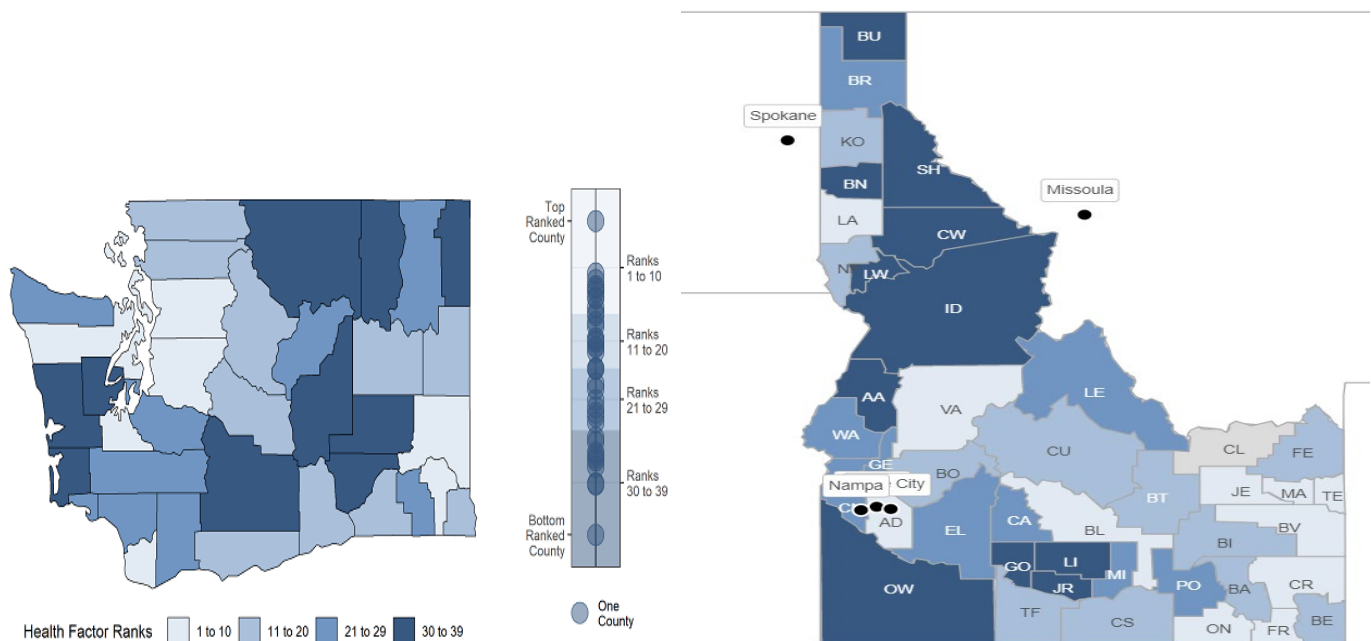 Top
Ranked
County
Ranks
1 to 10
Ranks
11 to 20
Ranks
21 to 29
Ranks
30 to 39
Bottom
Ranked
County
One
County
Health Factor Ranks 1 to 10 11 to 20 21 to 29 30 to 39
BU
BR
Spokane
KO
SH
BN
Missoula
LA
CW
LW
ID
AA
LE
VA
WA
CL
FE
CU
GE
BO
JE
MA
TE
Nampa
City
BT
AD
CA
BL
BV
EL
BI
GO
LI
MI
PO
BA
CR
OW
JR
TF
CS
ON
FR
BE